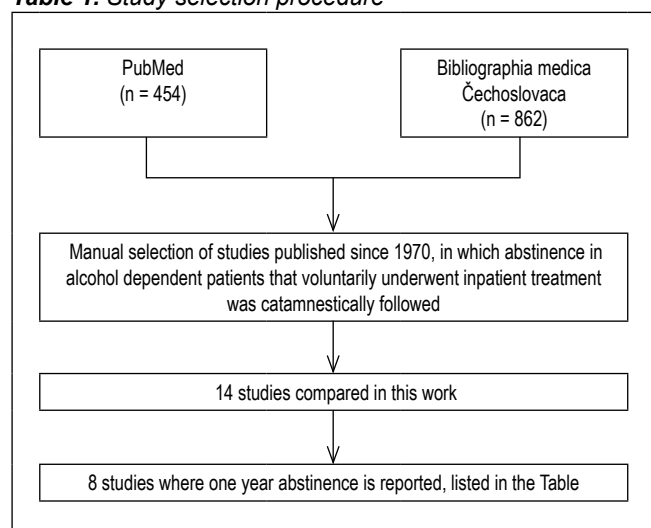 Table 1. Study selection procedure
PubMed
(n = 454)
Bibliographia medica
Čechoslovaca
(n = 862)
Manual selection of studies published since 1970, in which abstinence in
alcohol dependent patients that voluntarily underwent inpatient treatment
was catamnestically followed
14 studies compared in this work
8 studies where one year abstinence is reported, listed in the Table